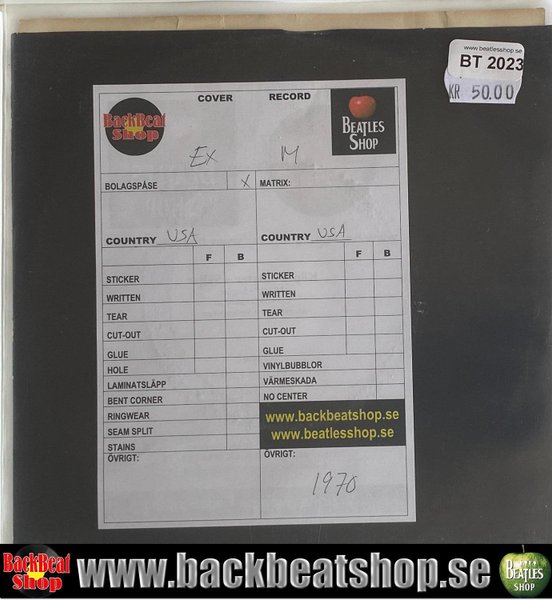 www.beatlesshop.se
BT 2023
KR 50.00
COVER RECORD
BackBeat
Shop
BEATLES
SHOP
Ex M
BOLAGSPÅSE X MATRIX:
COUNTRY USA COUNTRY USA
F B F B
STICKER STICKER
WRITTEN WRITTEN
TEAR TEAR
CUT-OUT CUT-OUT
GLUE GLUE
HOLE VINYLBUBBLOR
LAMINATSLÄPP VÄRMESKADA
BENT CORNER NO CENTER
RINGWEAR www.backbeatshop.se
SEAM SPLIT www.beatlesshop.se
STAINS
ÖVRIGT: ÖVRIGT:
1970
BackBeat
Shop
www.backbeatshop.se
BEATLES
SHOP